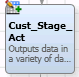 Cust_Stage_
Act
Outputs data in
a variety of da...